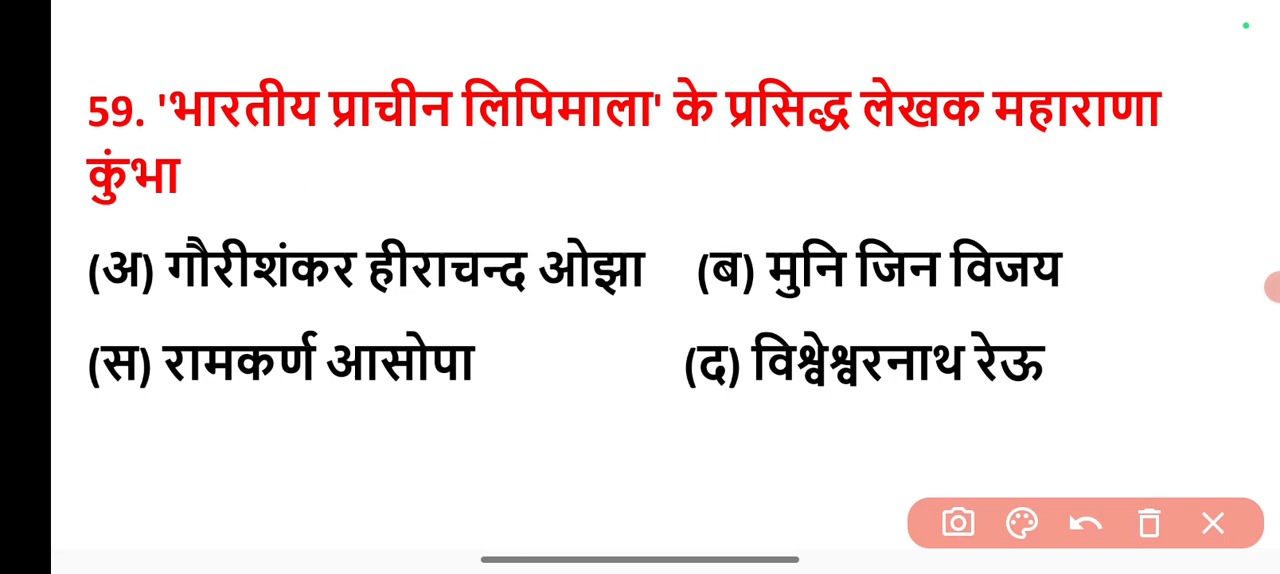 59. 'भारतीय प्राचीन लिपिमाला' के प्रसिद्ध लेखक महाराणा
कुंभा
(अ) गौरीशंकर हीराचन्द ओझा (ब) मुनि जिन विजय
(स) रामकर्ण आसोपा (द) विश्वेश्वरनाथ रेऊ